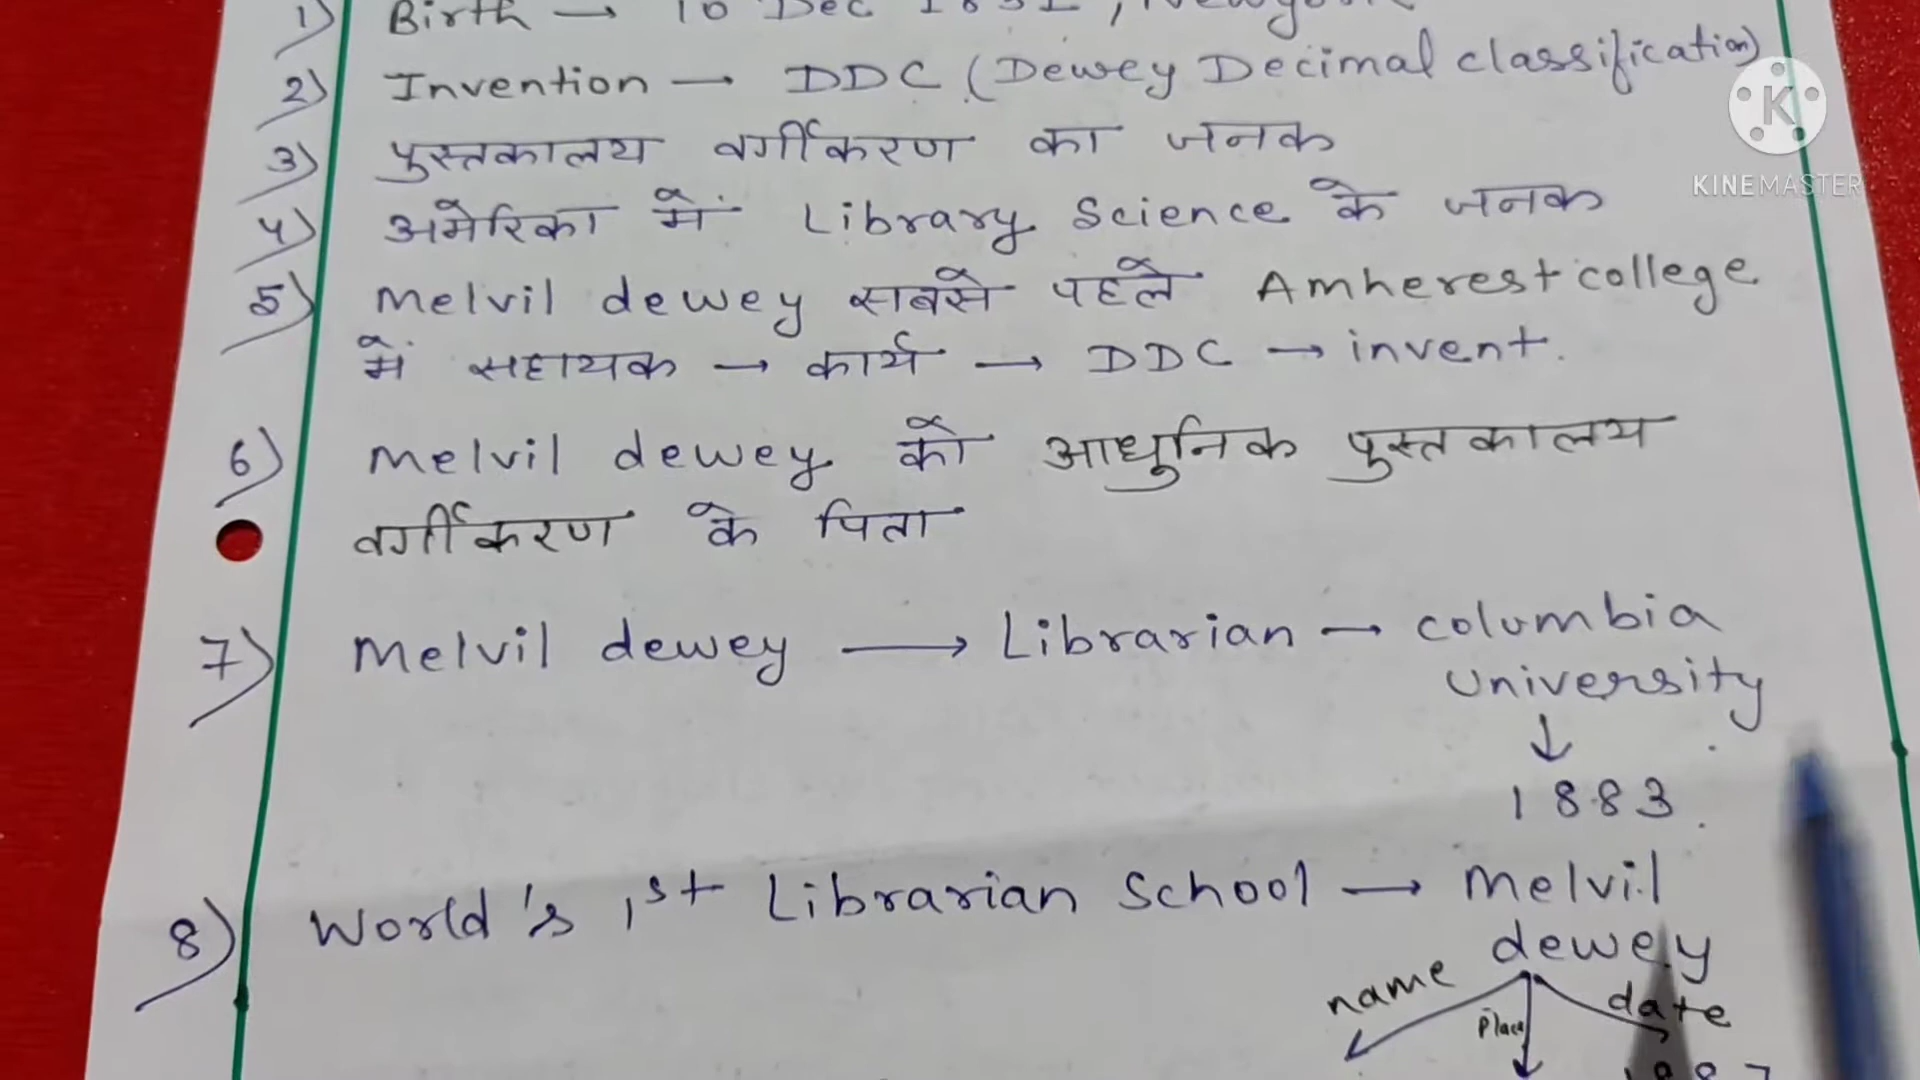 1) Birth → 10 Dec 1851, Newyork
2) Invention → DDC (Dewey Decimal classification)
3) पुस्तकालय वर्गीकरण का जनक
4) अमेरिका में Library Science के जनक
5) Melvil dewey सबसे पहले Amherest college
में सहायक → कार्य → DDC → invent.
6) Melvil dewey को आधुनिक पुस्तकालय
वर्गीकरण के पिता
7) Melvil dewey → Librarian → columbia
University
↓
1883
8) World's 1st Librarian School → Melvil
dewey
name Place date
K
KINEMASTER